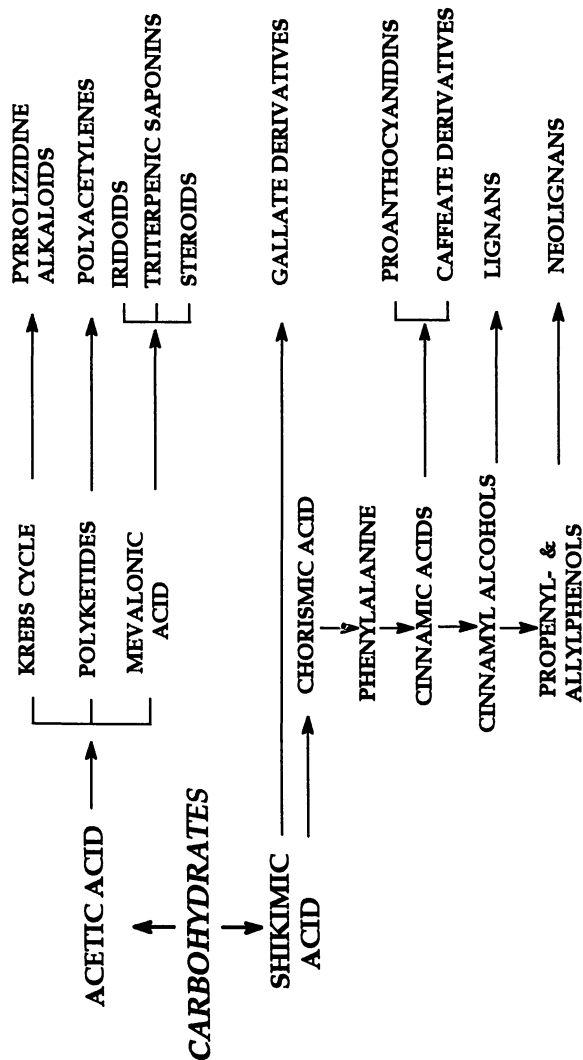 CARBOHYDRATES
ACETIC ACID
KREBS CYCLE
PYRROLIZIDINE
ALKALOIDS
POLYKETIDES
POLYACETYLENES
MEVALONIC
ACID
IRIDOIDS
TRITERPENIC SAPONINS
STEROIDS
SHIKIMIC
ACID
GALLATE DERIVATIVES
CHORISMIC ACID
PHENYLALANINE
CINNAMIC ACIDS
PROANTHOCYANIDINS
CAFFEATE DERIVATIVES
CINNAMYL ALCOHOLS
LIGNANS
PROPENYL- &
ALLYLPHENOLS
NEOLIGNANS